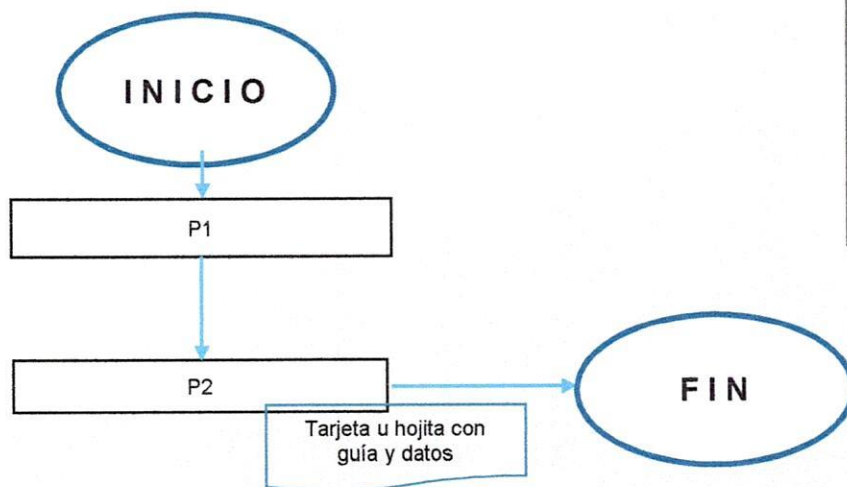 INICIO
P1
P2
FIN
Tarjeta u hojita con
guía y datos